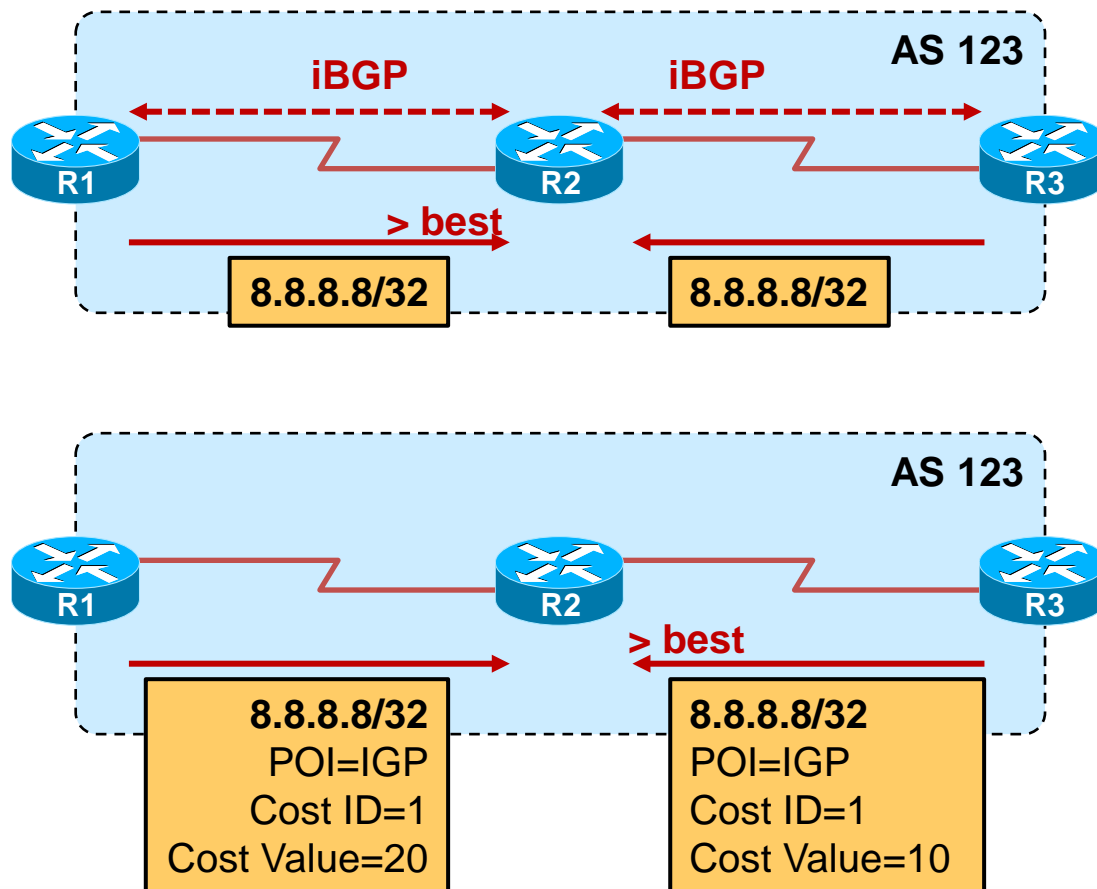 AS 123
iBGP
iBGP
R1
R2
R3
> best
8.8.8.8/32
8.8.8.8/32
AS 123
R1
R2
R3
> best
8.8.8.8/32
POI=IGP
Cost ID=1
Cost Value=20
8.8.8.8/32
POI=IGP
Cost ID=1
Cost Value=10